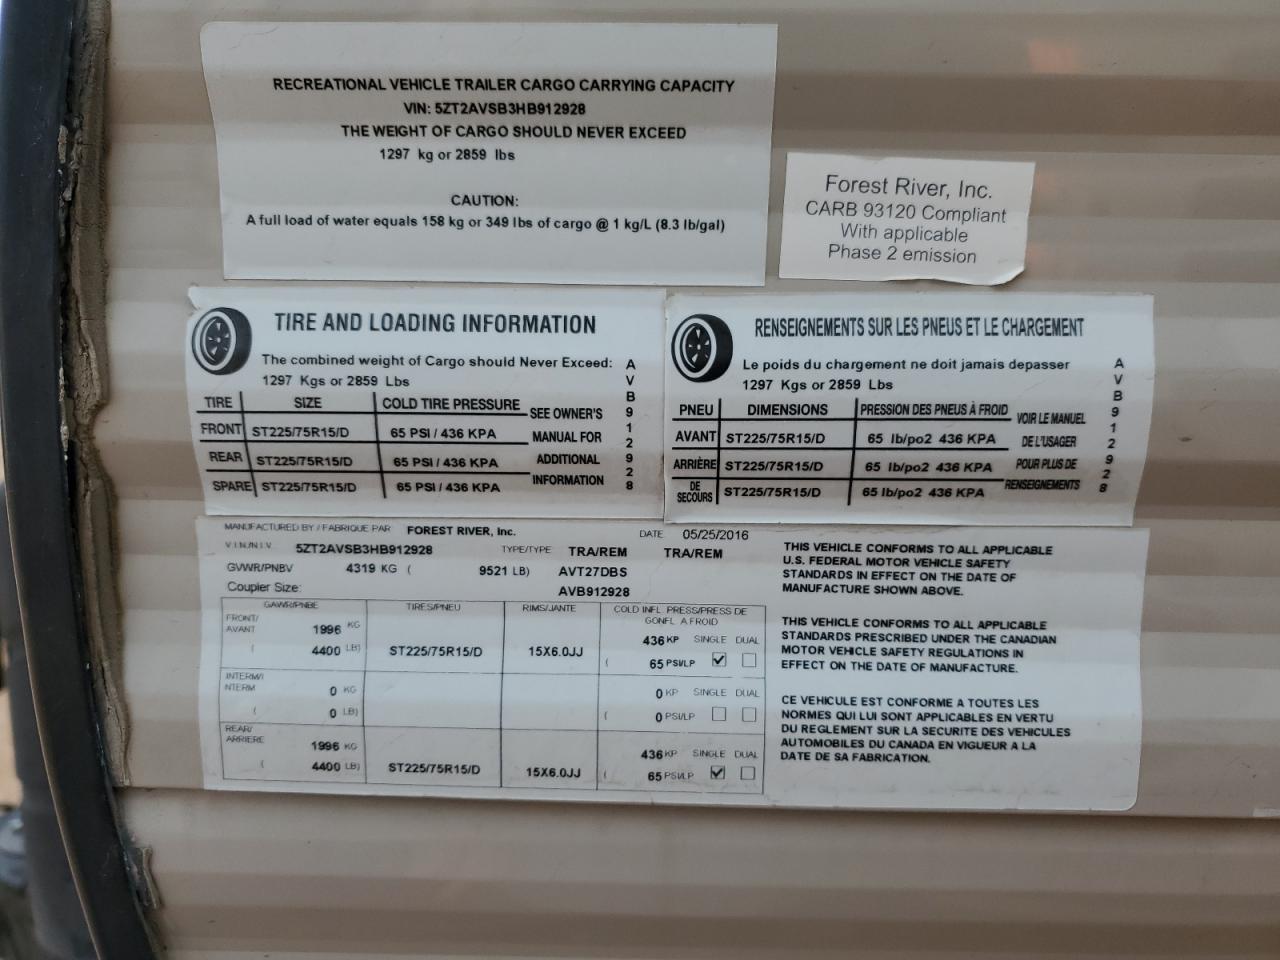 RECREATIONAL VEHICLE TRAILER CARGO CARRYING CAPACITY
VIN: 5ZT2AVSB3HB912928
THE WEIGHT OF CARGO SHOULD NEVER EXCEED
1297 kg or 2859 lbs
CAUTION:
A full load of water equals 158 kg or 349 lbs of cargo @ 1 kg/L (8.3 lb/gal)
Forest River, Inc.
CARB 93120 Compliant
With applicable
Phase 2 emission
TIRE AND LOADING INFORMATION
The combined weight of Cargo should Never Exceed:
1297 Kgs or 2859 Lbs
TIRE SIZE COLD TIRE PRESSURE
FRONT ST225/75R15/D 65 PSI / 436 KPA
REAR ST225/75R15/D 65 PSI / 436 KPA
SPARE ST225/75R15/D 65 PSI / 436 KPA
SEE OWNER'S
MANUAL FOR
ADDITIONAL
INFORMATION
AVB912928
RENSEIGNEMENTS SUR LES PNEUS ET LE CHARGEMENT
Le poids du chargement ne doit jamais depasser
1297 Kgs or 2859 Lbs
PNEU DIMENSIONS PRESSION DES PNEUS À FROID
AVANT ST225/75R15/D 65 lb/po2 436 KPA
ARRIÈRE ST225/75R15/D 65 lb/po2 436 KPA
DE SECOURS ST225/75R15/D 65 lb/po2 436 KPA
VOIR LE MANUEL
DE L'USAGER
POUR PLUS DE
RENSEIGNEMENTS
AVB912928
MANUFACTURED BY / FABRIQUE PAR FOREST RIVER, Inc. DATE 05/25/2016
V.I.N./N.I.V. 5ZT2AVSB3HB912928 TYPE/TYPE TRA/REM TRA/REM
GVWR/PNBV 4319 KG ( 9521 LB) AVT27DBS
Coupler Size: AVB912928
GAWR/PNBE TIRES/PNEU RIMS/JANTE COLD INFL PRESS/PRESS DE
GONFL A FROID
FRONT/
AVANT 1996 KG 436 KP SINGLE DUAL
( 4400 LB) ST225/75R15/D 15X6.0JJ ( 65 PSI/LP
INTERM/I
NTERM 0 KG 0 KP SINGLE DUAL
( 0 LB) ( 0 PSI/LP
REAR/
ARRIERE 1996 KG 436 KP SINGLE DUAL
( 4400 LB) ST225/75R15/D 15X6.0JJ ( 65 PSI/LP
THIS VEHICLE CONFORMS TO ALL APPLICABLE
U.S. FEDERAL MOTOR VEHICLE SAFETY
STANDARDS IN EFFECT ON THE DATE OF
MANUFACTURE SHOWN ABOVE.
THIS VEHICLE CONFORMS TO ALL APPLICABLE
STANDARDS PRESCRIBED UNDER THE CANADIAN
MOTOR VEHICLE SAFETY REGULATIONS IN
EFFECT ON THE DATE OF MANUFACTURE.
CE VEHICULE EST CONFORME A TOUTES LES
NORMES QUI LUI SONT APPLICABLES EN VERTU
DU REGLEMENT SUR LA SECURITE DES VEHICULES
AUTOMOBILES DU CANADA EN VIGUEUR A LA
DATE DE SA FABRICATION.